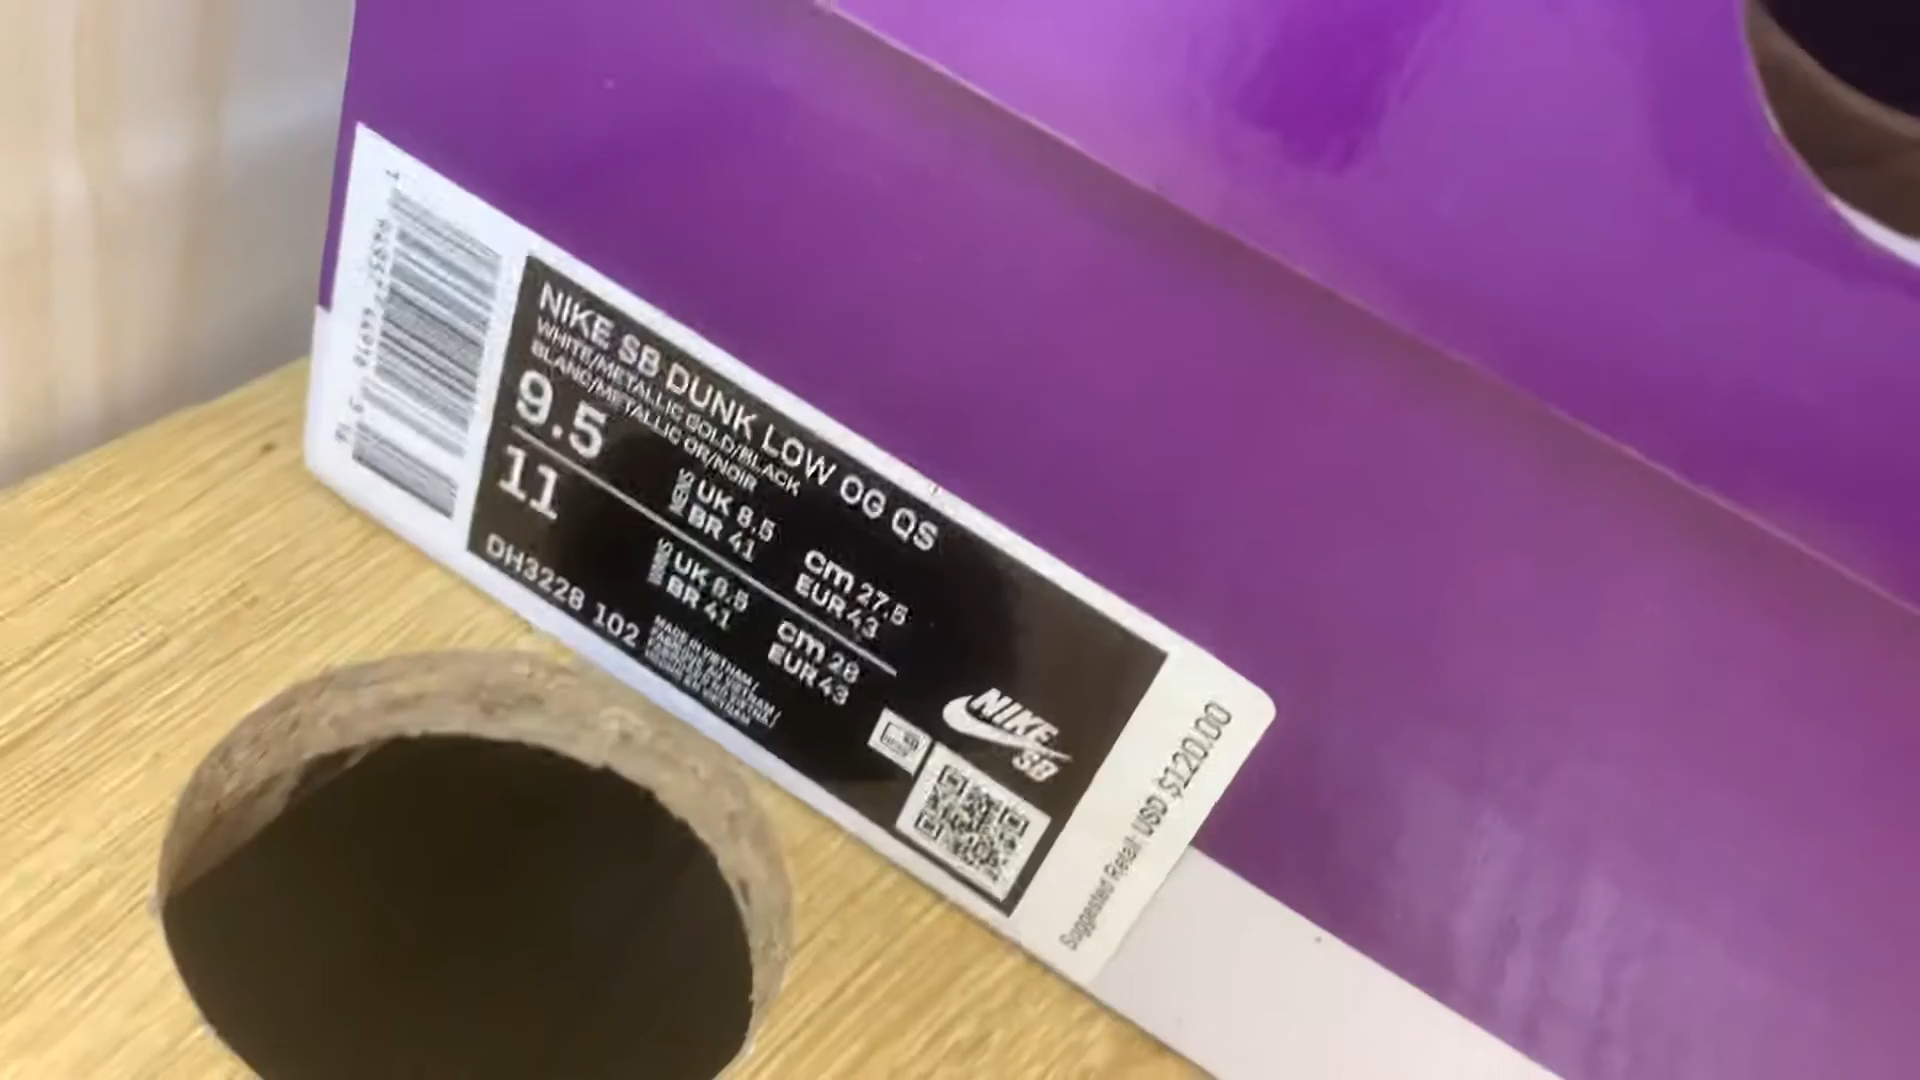 NIKE SB DUNK LOW OG QS
WHITE/METALLIC GOLD/BLACK
BLANC/METALLIC OR/NOIR
9.5
MENS
UK 8.5
BR 41
cm 27.5
EUR 43
11
UK 8.5
BR 41
cm 28
EUR 43
DH3228 102
MADE IN VIETNAM /
NIKE
SB
Suggested Retail: USD $120.00